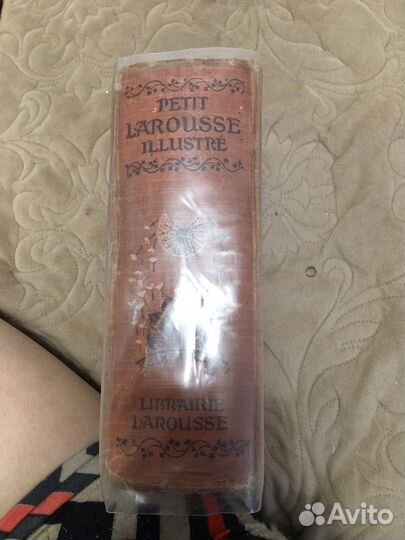 PETIT
LAROUSSE
ILLUSTRÉ
LIBRAIRIE
LAROUSSE
Avito